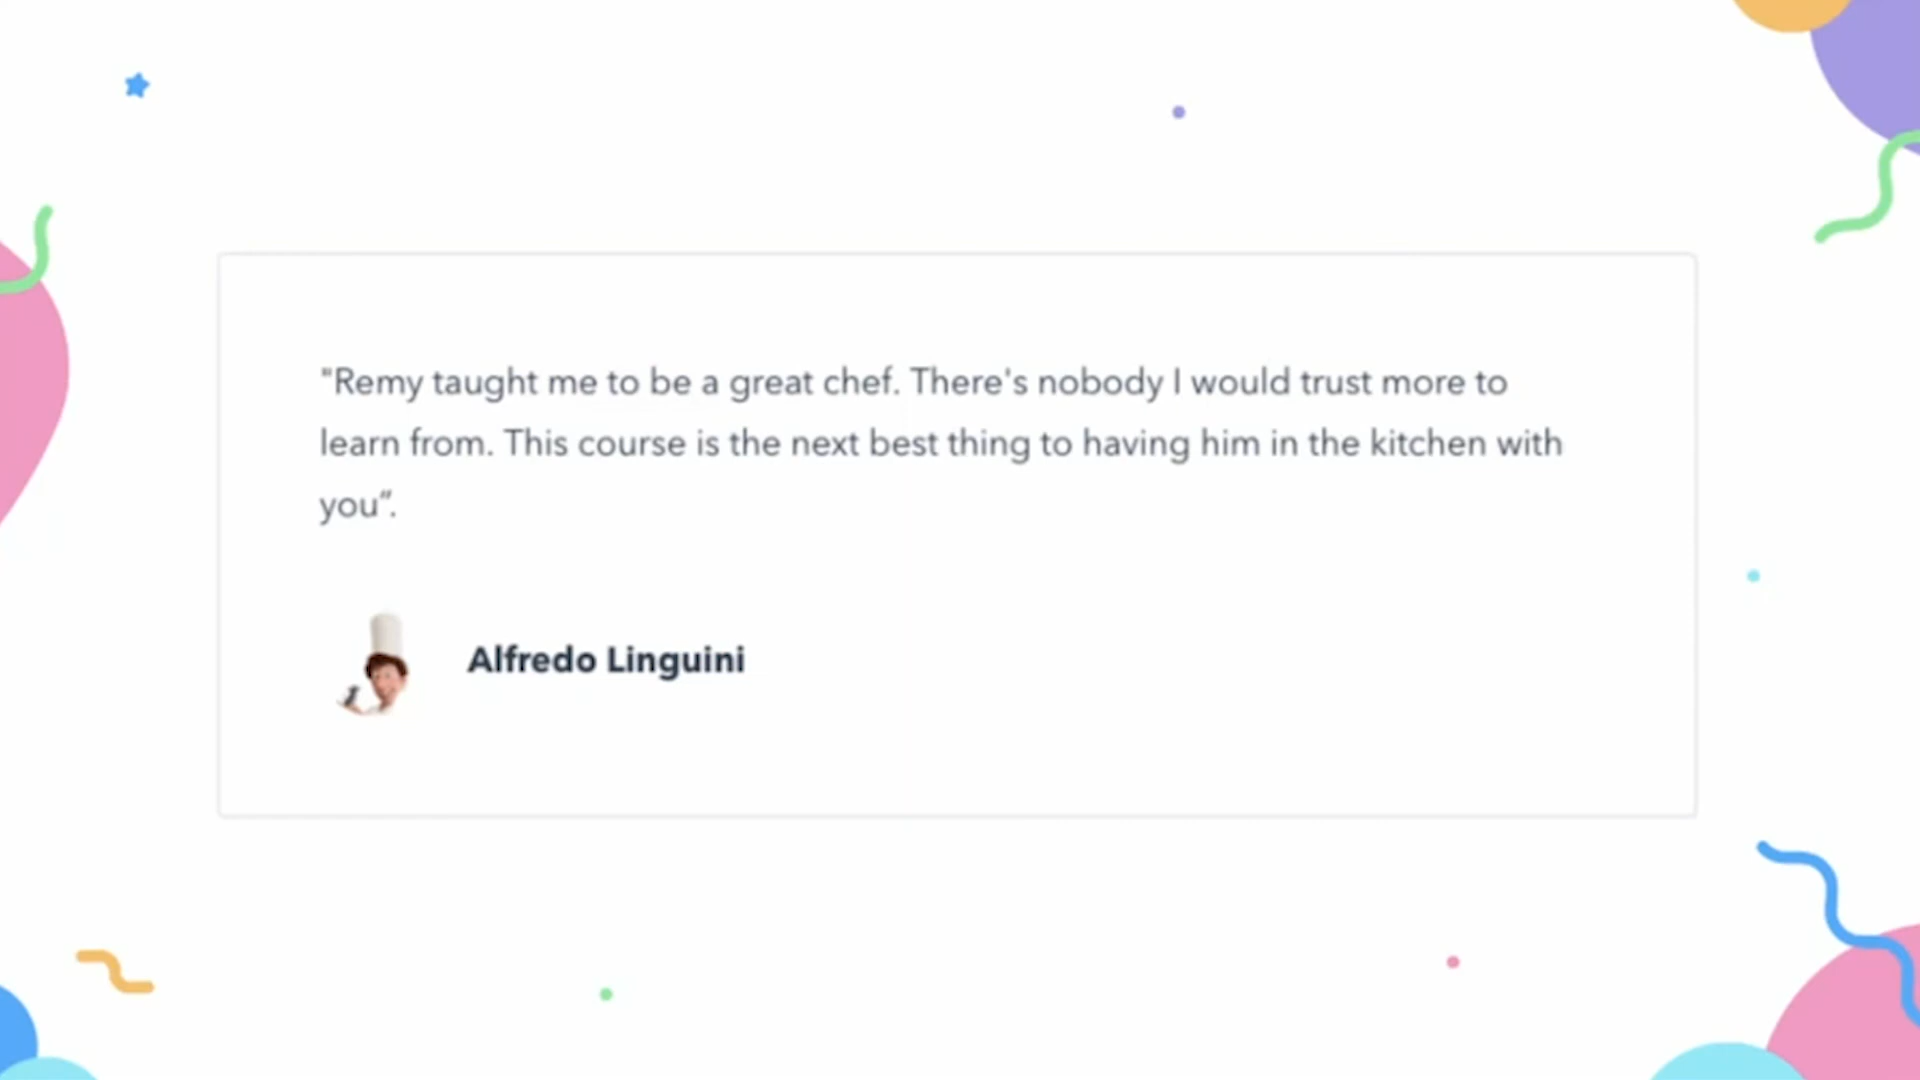 "Remy taught me to be a great chef. There's nobody I would trust more to
learn from. This course is the next best thing to having him in the kitchen with
you”.
Alfredo Linguini